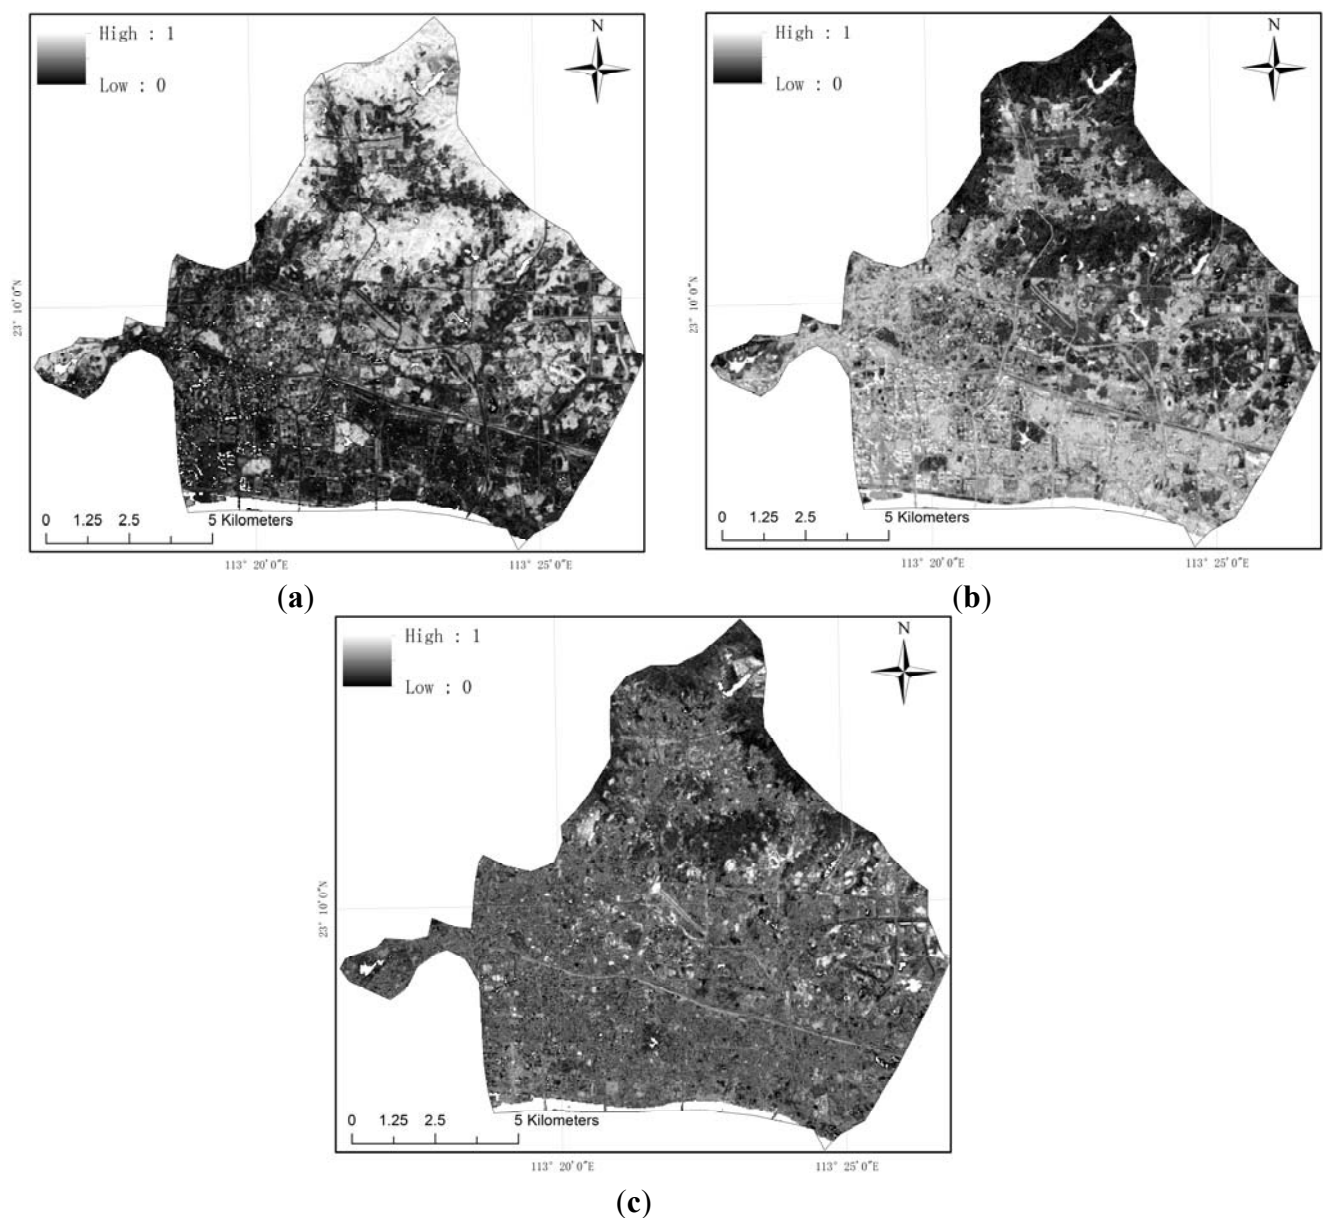 High : 1
Low : 0
N
23° 10'0"N
0 1.25 2.5 5 Kilometers
113° 20'0"E 113° 25'0"E
(a)
High : 1
Low : 0
N
23° 10'0"N
0 1.25 2.5 5 Kilometers
113° 20'0"E 113° 25'0"E
(b)
High : 1
Low : 0
N
23° 10'0"N
0 1.25 2.5 5 Kilometers
113° 20'0"E 113° 25'0"E
(c)